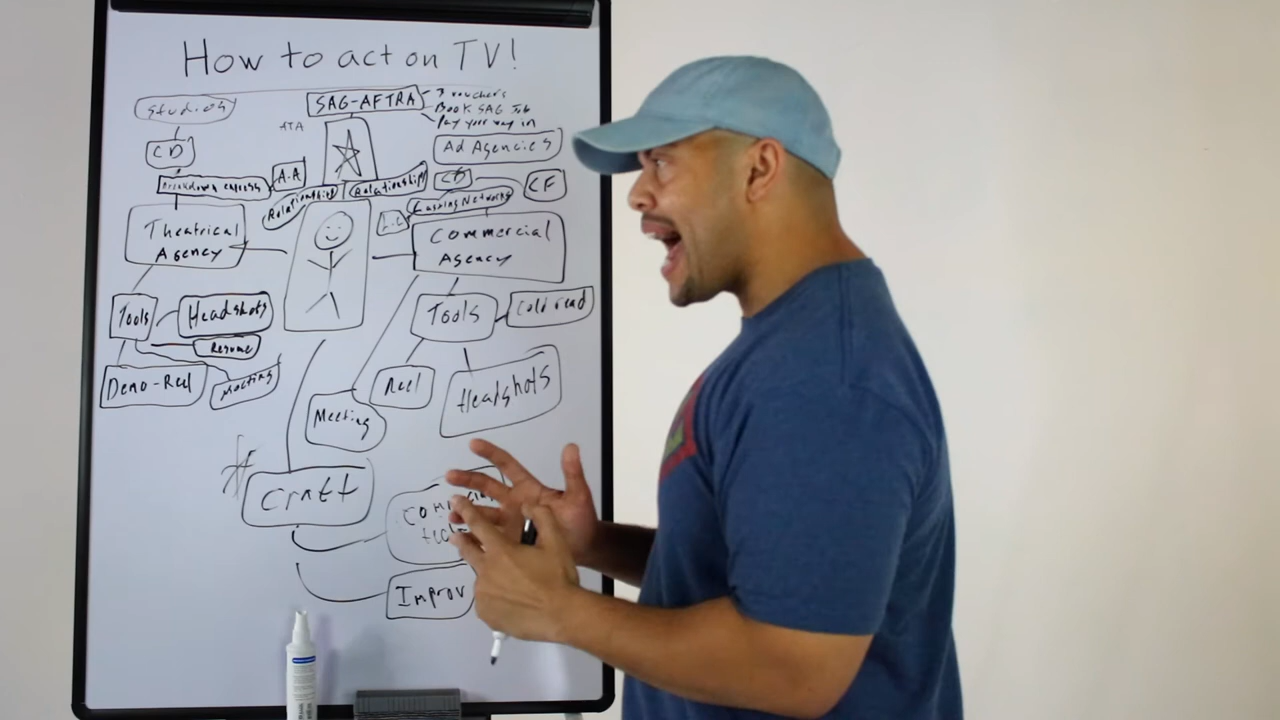 How to act on TV!
Studios
SAG-AFTRA
3 vouchers
Book SAG Job
Pay your way in
ATA
CD
Ad Agencies
A.A
Breakdown express
Relationships
Relationships
CD
CF
L.C
Casting Networks
Theatrical
Agency
Commercial
Agency
Tools
Headshots
Resume
Demo-Reel
Meeting
Tools
Cold read
Reel
Headshots
Meeting
Craft
Improv